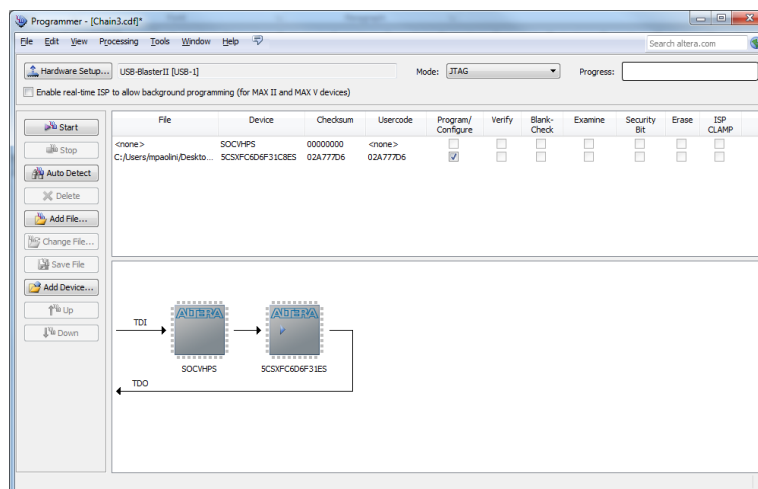 Programmer - [Chain3.cdf]*
File Edit View Processing Tools Window Help
Search altera.com
Hardware Setup... USB-BlasterII [USB-1] Mode: JTAG Progress:
Enable real-time ISP to allow background programming (for MAX II and MAX V devices)
File Device Checksum Usercode Program/ Configure Verify Blank- Check Examine Security Bit Erase ISP CLAMP
<none> SOCVHPS 00000000 <none>
C:/Users/mpaolini/Deskto... 5CSXFC6D6F31C8ES 02A777D6 02A777D6
Start
Stop
Auto Detect
Delete
Add File...
Change File...
Save File
Add Device...
Up
Down
TDI
ALTERA ALTERA
SOCVHPS 5CSXFC6D6F31ES
TDO